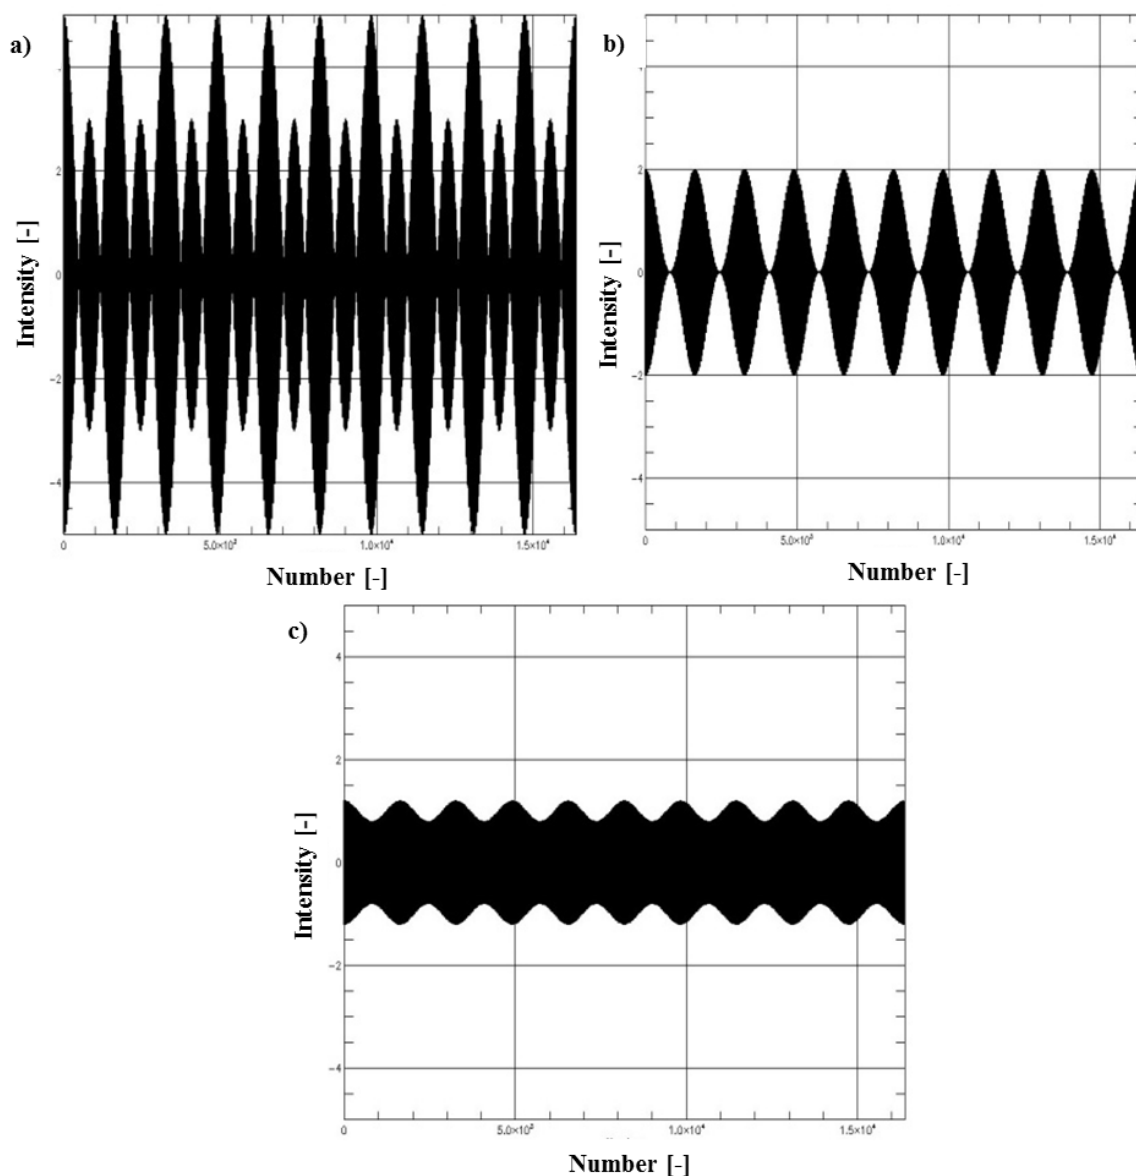 a)
2
0
-2
-4
Intensity [-]
0
5.0×10³
1.0×10⁴
1.5×10⁴
Number [-]
b)
2
0
-2
-4
Intensity [-]
0
5.0×10³
1.0×10⁴
1.5×10⁴
Number [-]
c)
4
2
0
-2
-4
Intensity [-]
0
5.0×10³
1.0×10⁴
1.5×10⁴
Number [-]